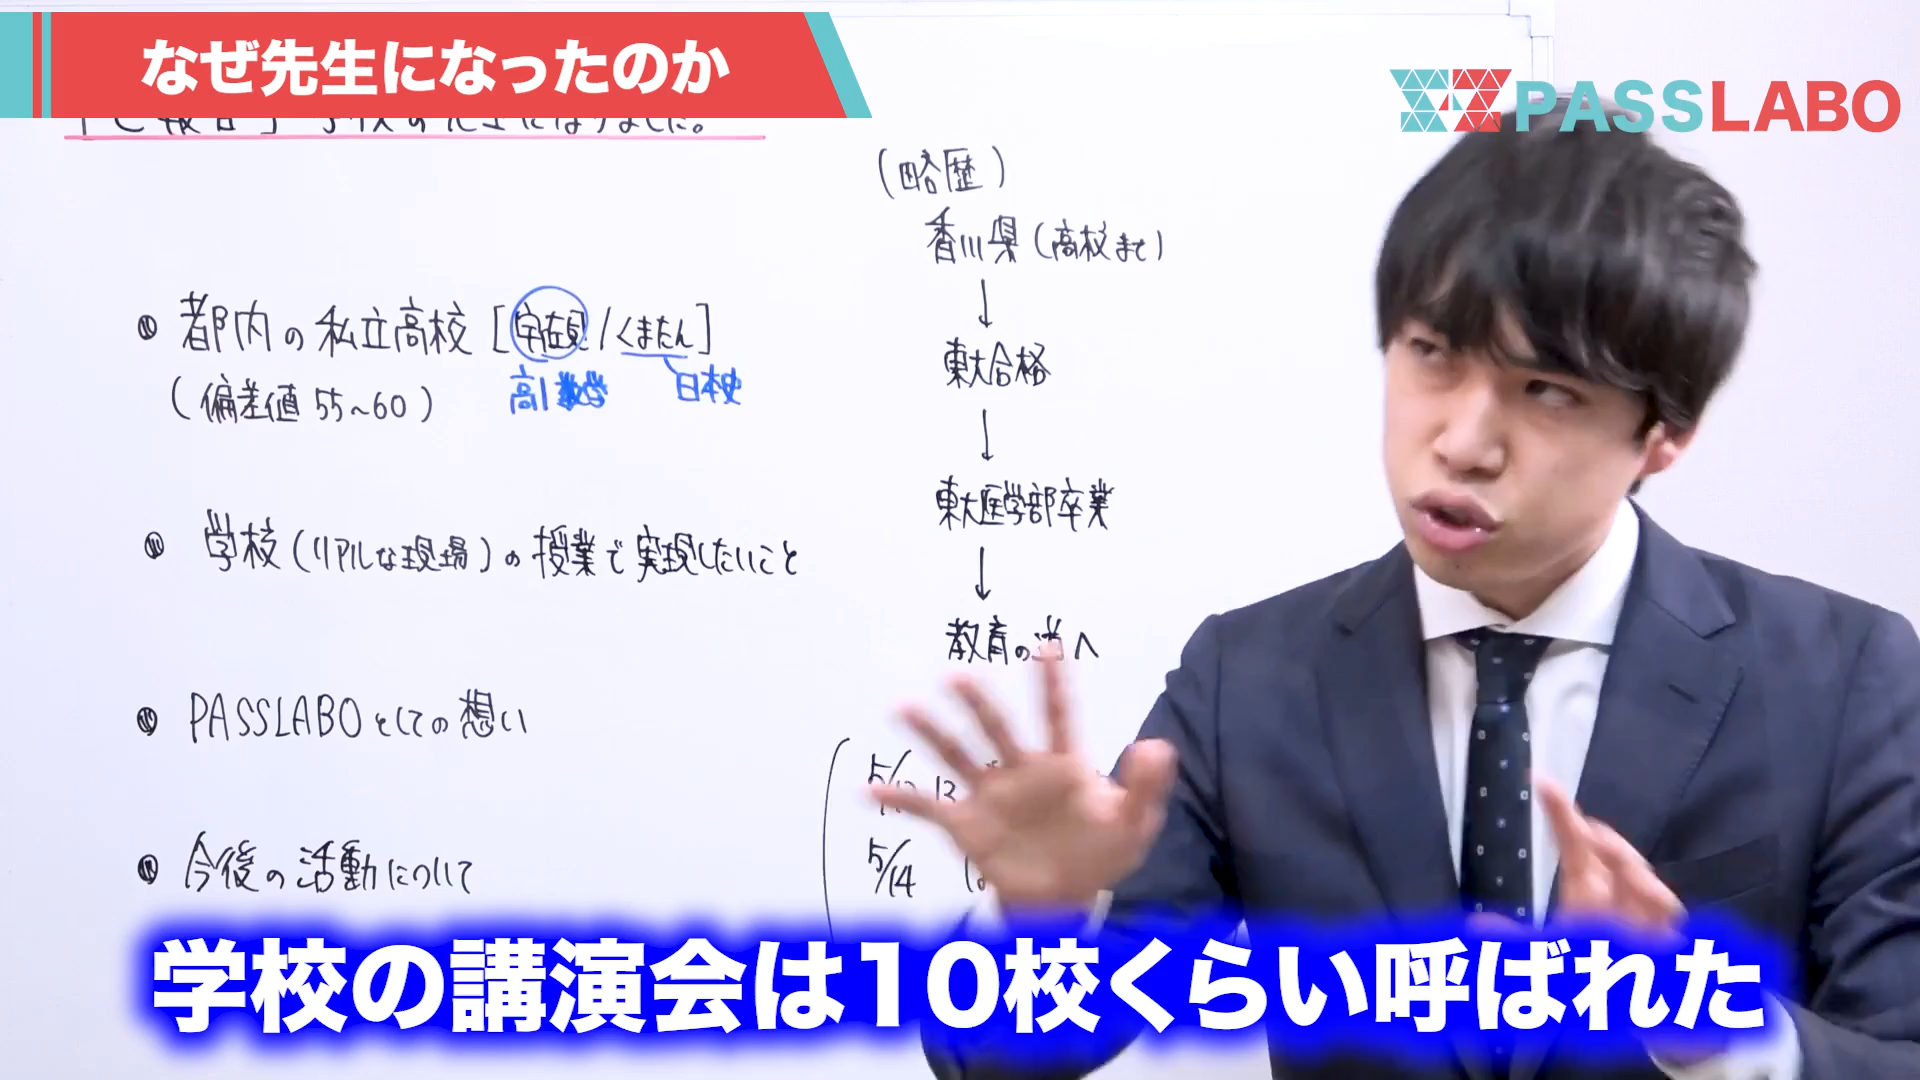 なぜ先生になったのか
PASSLABO
(略歴)
香川県(高校まで)
↓
東大合格
↓
東大医学部卒業
↓
教育の道へ
都内の私立高校[宇佐見/くまたん]
(偏差値 55~60)
高1数学
日本史
学校(リアルな現場)の授業で実現したいこと
PASSLABOとしての想い
今後の活動について
5/14
学校の講演会は10校くらい呼ばれた